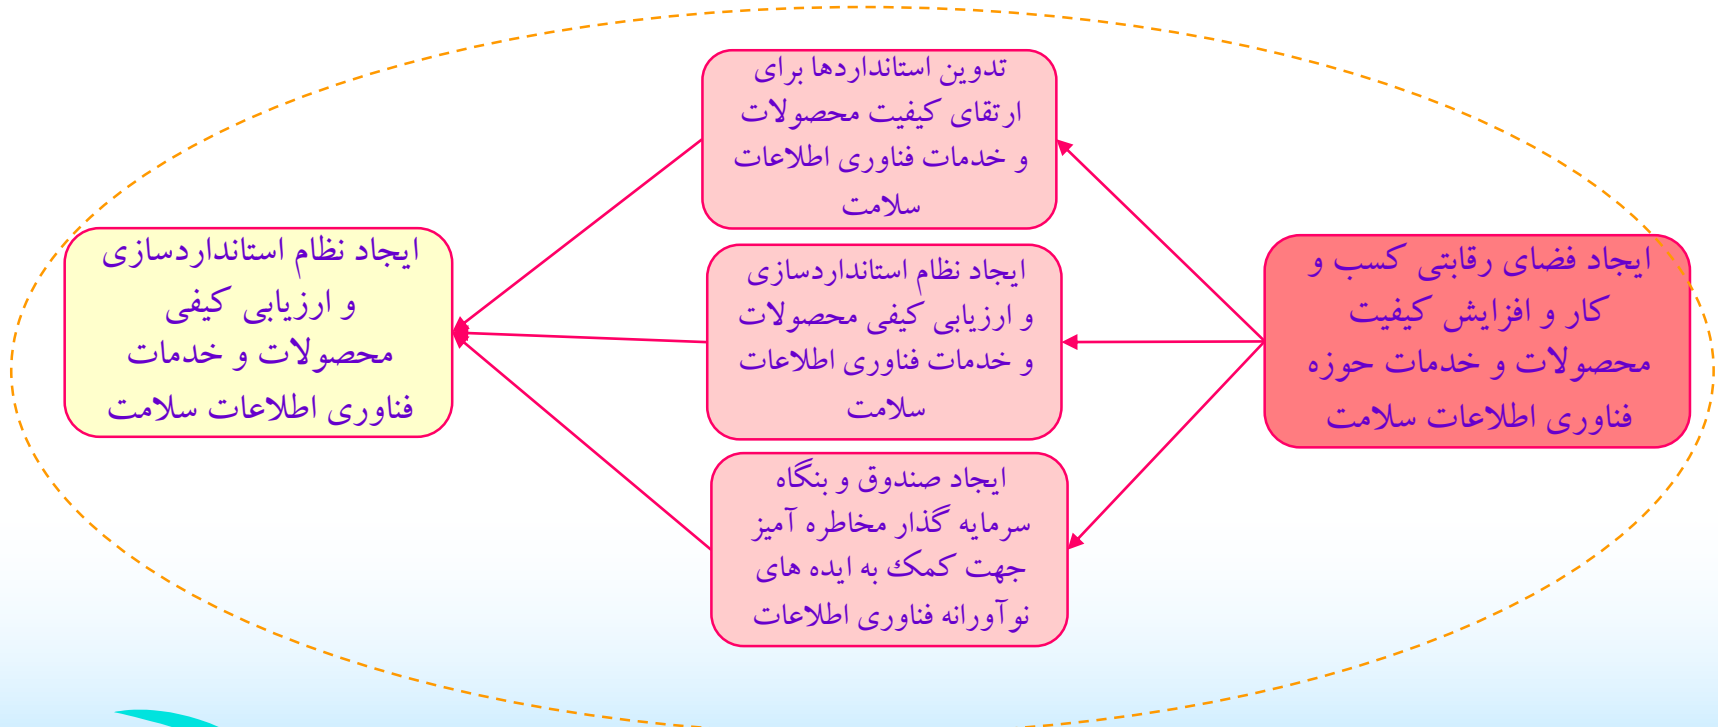 ایجاد فضای رقابتی کسب و
کار و افزایش کیفیت
محصولات و خدمات حوزه
فناوری اطلاعات سلامت
تدوین استانداردها برای
ارتقای کیفیت محصولات
و خدمات فناوری اطلاعات
سلامت
ایجاد نظام استانداردسازی
و ارزیابی کیفی محصولات
و خدمات فناوری اطلاعات
سلامت
ایجاد صندوق و بنگاه
سرمایه گذار مخاطره آمیز
جهت کمک به ایده های
نوآورانه فناوری اطلاعات
ایجاد نظام استانداردسازی
و ارزیابی کیفی
محصولات و خدمات
فناوری اطلاعات سلامت